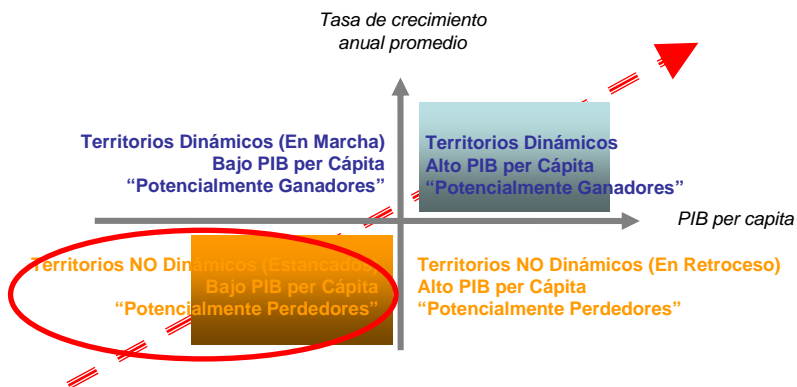 Tasa de crecimiento
anual promedio
Territorios Dinámicos (En Marcha)
Bajo PIB per Cápita
“Potencialmente Ganadores”
Territorios Dinámicos
Alto PIB per Cápita
“Potencialmente Ganadores”
PIB per capita
Territorios NO Dinámicos (Estancados)
Bajo PIB per Cápita
“Potencialmente Perdedores”
Territorios NO Dinámicos (En Retroceso)
Alto PIB per Cápita
“Potencialmente Perdedores”